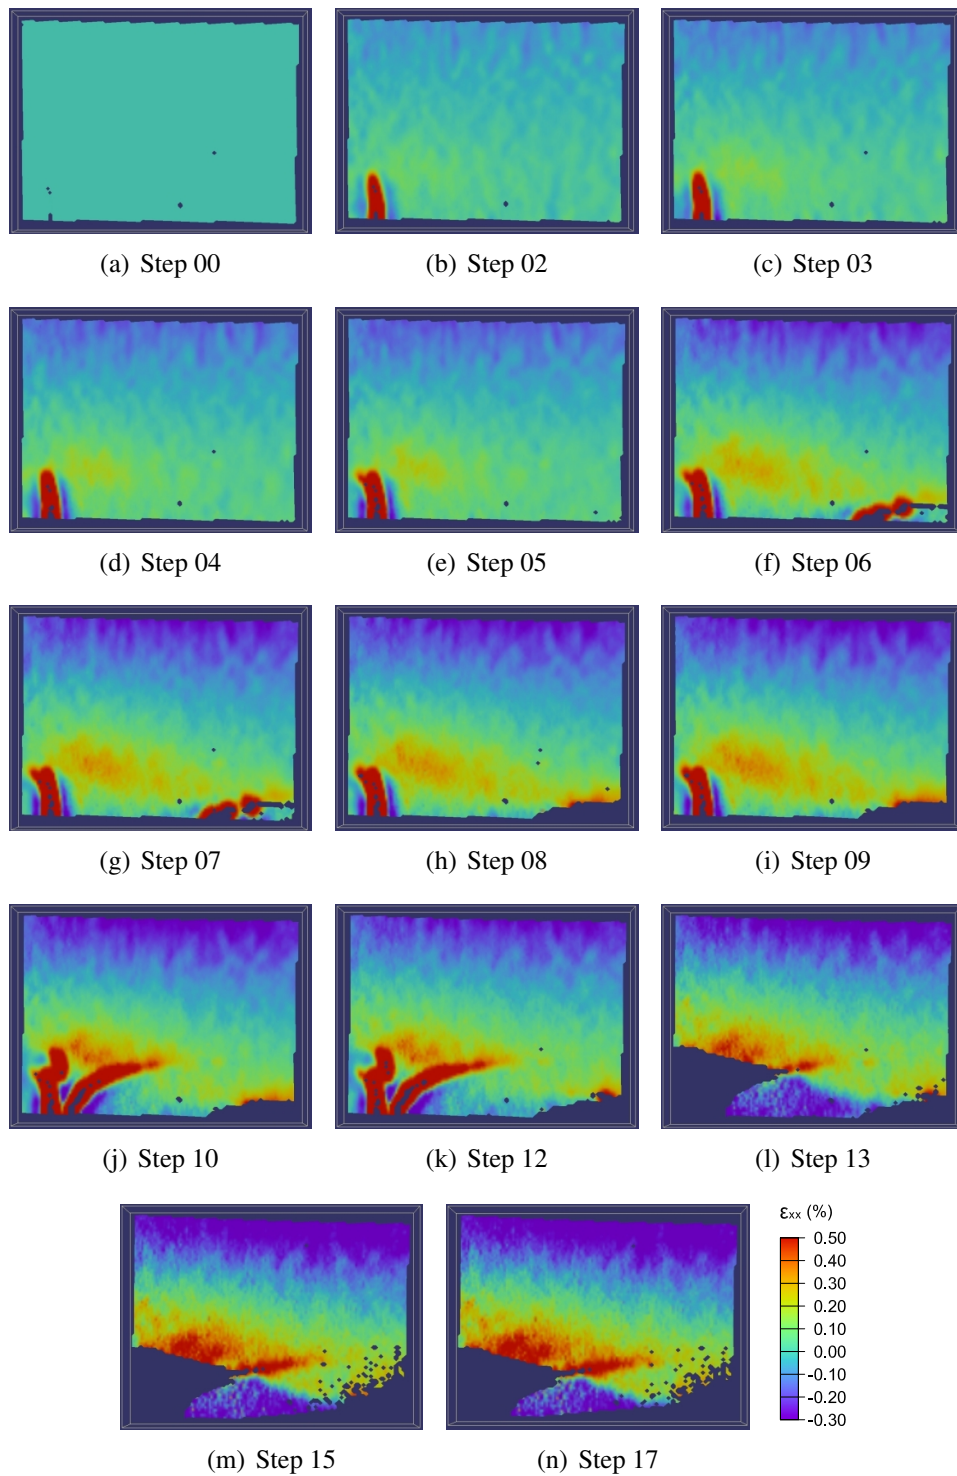 (a) Step 00
(b) Step 02
(c) Step 03
(d) Step 04
(e) Step 05
(f) Step 06
(g) Step 07
(h) Step 08
(i) Step 09
(j) Step 10
(k) Step 12
(l) Step 13
εxx (%)
0.50
0.40
0.30
0.20
0.10
0.00
-0.10
-0.20
-0.30
(m) Step 15
(n) Step 17